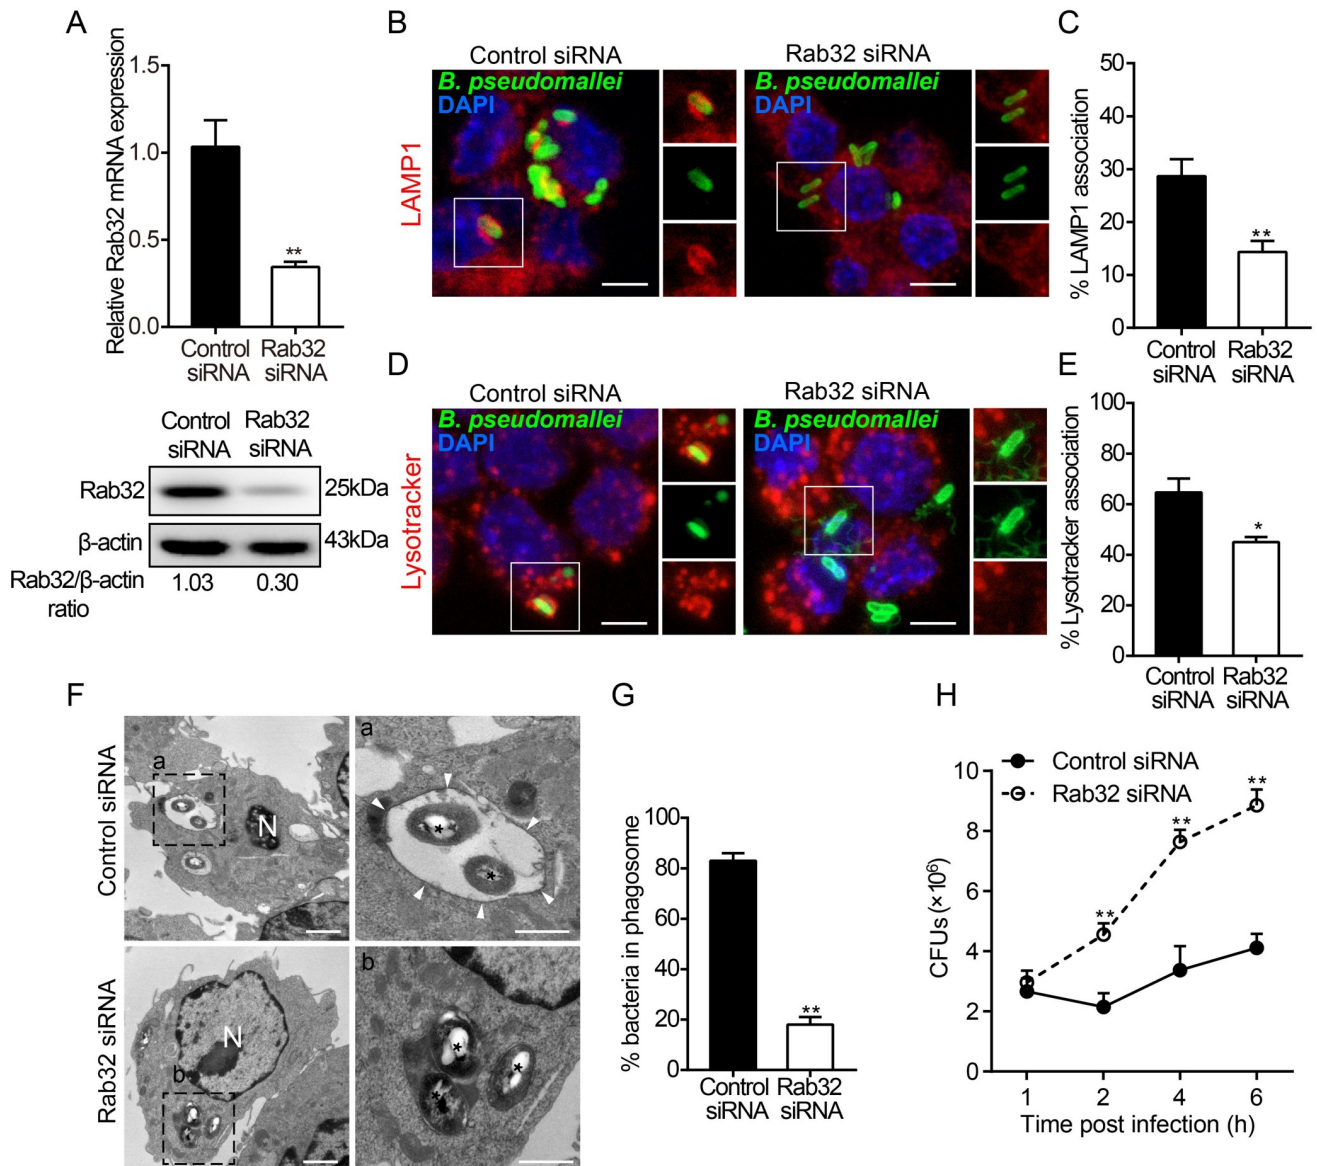 A
Relative Rab32 mRNA expression
1.5
1.0
0.5
0.0
**
Control
siRNA
Rab32
siRNA
Control
siRNA
Rab32
siRNA
Rab32
25kDa
β-actin
43kDa
Rab32/β-actin
ratio
1.03
0.30
B
LAMP1
Control siRNA
B. pseudomallei
DAPI
Rab32 siRNA
B. pseudomallei
DAPI
C
% LAMP1 association
50
40
30
20
10
0
**
Control
siRNA
Rab32
siRNA
D
Lysotracker
Control siRNA
B. pseudomallei
DAPI
Rab32 siRNA
B. pseudomallei
DAPI
E
% Lysotracker association
100
80
60
40
20
0
*
Control
siRNA
Rab32
siRNA
F
Control siRNA
a
N
a
*
*
Rab32 siRNA
N
b
b
*
*
*
G
% bacteria in phagosome
100
80
60
40
20
0
**
Control
siRNA
Rab32
siRNA
H
Control siRNA
Rab32 siRNA
CFUs (×10⁶)
10
8
6
4
2
0
**
**
**
1
2
4
6
Time post infection (h)